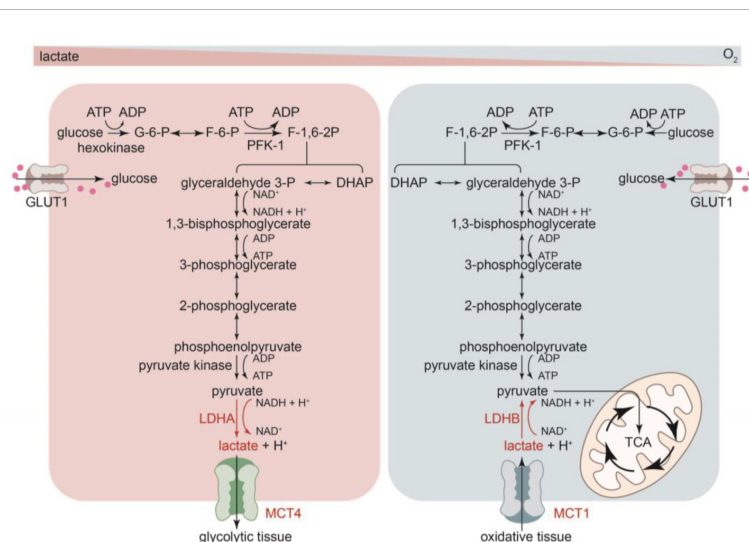 lactate
O₂
ATP ADP ATP ADP
glucose G-6-P F-6-P F-1,6-2P
hexokinase PFK-1
GLUT1
glucose
glyceraldehyde 3-P DHAP
NAD⁺
NADH + H⁺
1,3-bisphosphoglycerate
ADP
ATP
3-phosphoglycerate
2-phosphoglycerate
phosphoenolpyruvate
pyruvate kinase
ADP
ATP
pyruvate
LDHA
NADH + H⁺
NAD⁺
lactate + H⁺
MCT4
glycolytic tissue
ADP ATP ADP ATP
F-1,6-2P F-6-P G-6-P glucose
PFK-1
DHAP glyceraldehyde 3-P
glucose
GLUT1
NAD⁺
NADH + H⁺
1,3-bisphosphoglycerate
ADP
ATP
3-phosphoglycerate
2-phosphoglycerate
phosphoenolpyruvate
pyruvate kinase
ADP
ATP
pyruvate
LDHB
NADH + H⁺
NAD⁺
lactate + H⁺
TCA
MCT1
oxidative tissue